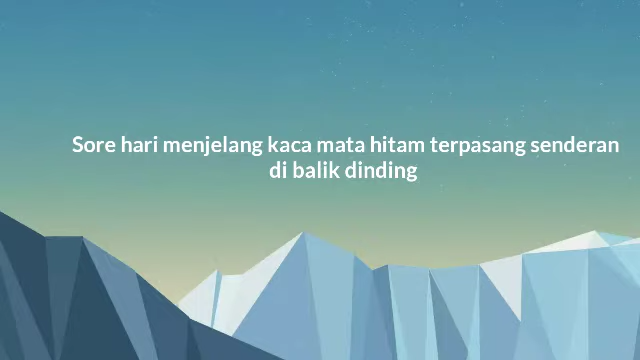 Sore hari menjelang kaca mata hitam terpasang senderan
di balik dinding